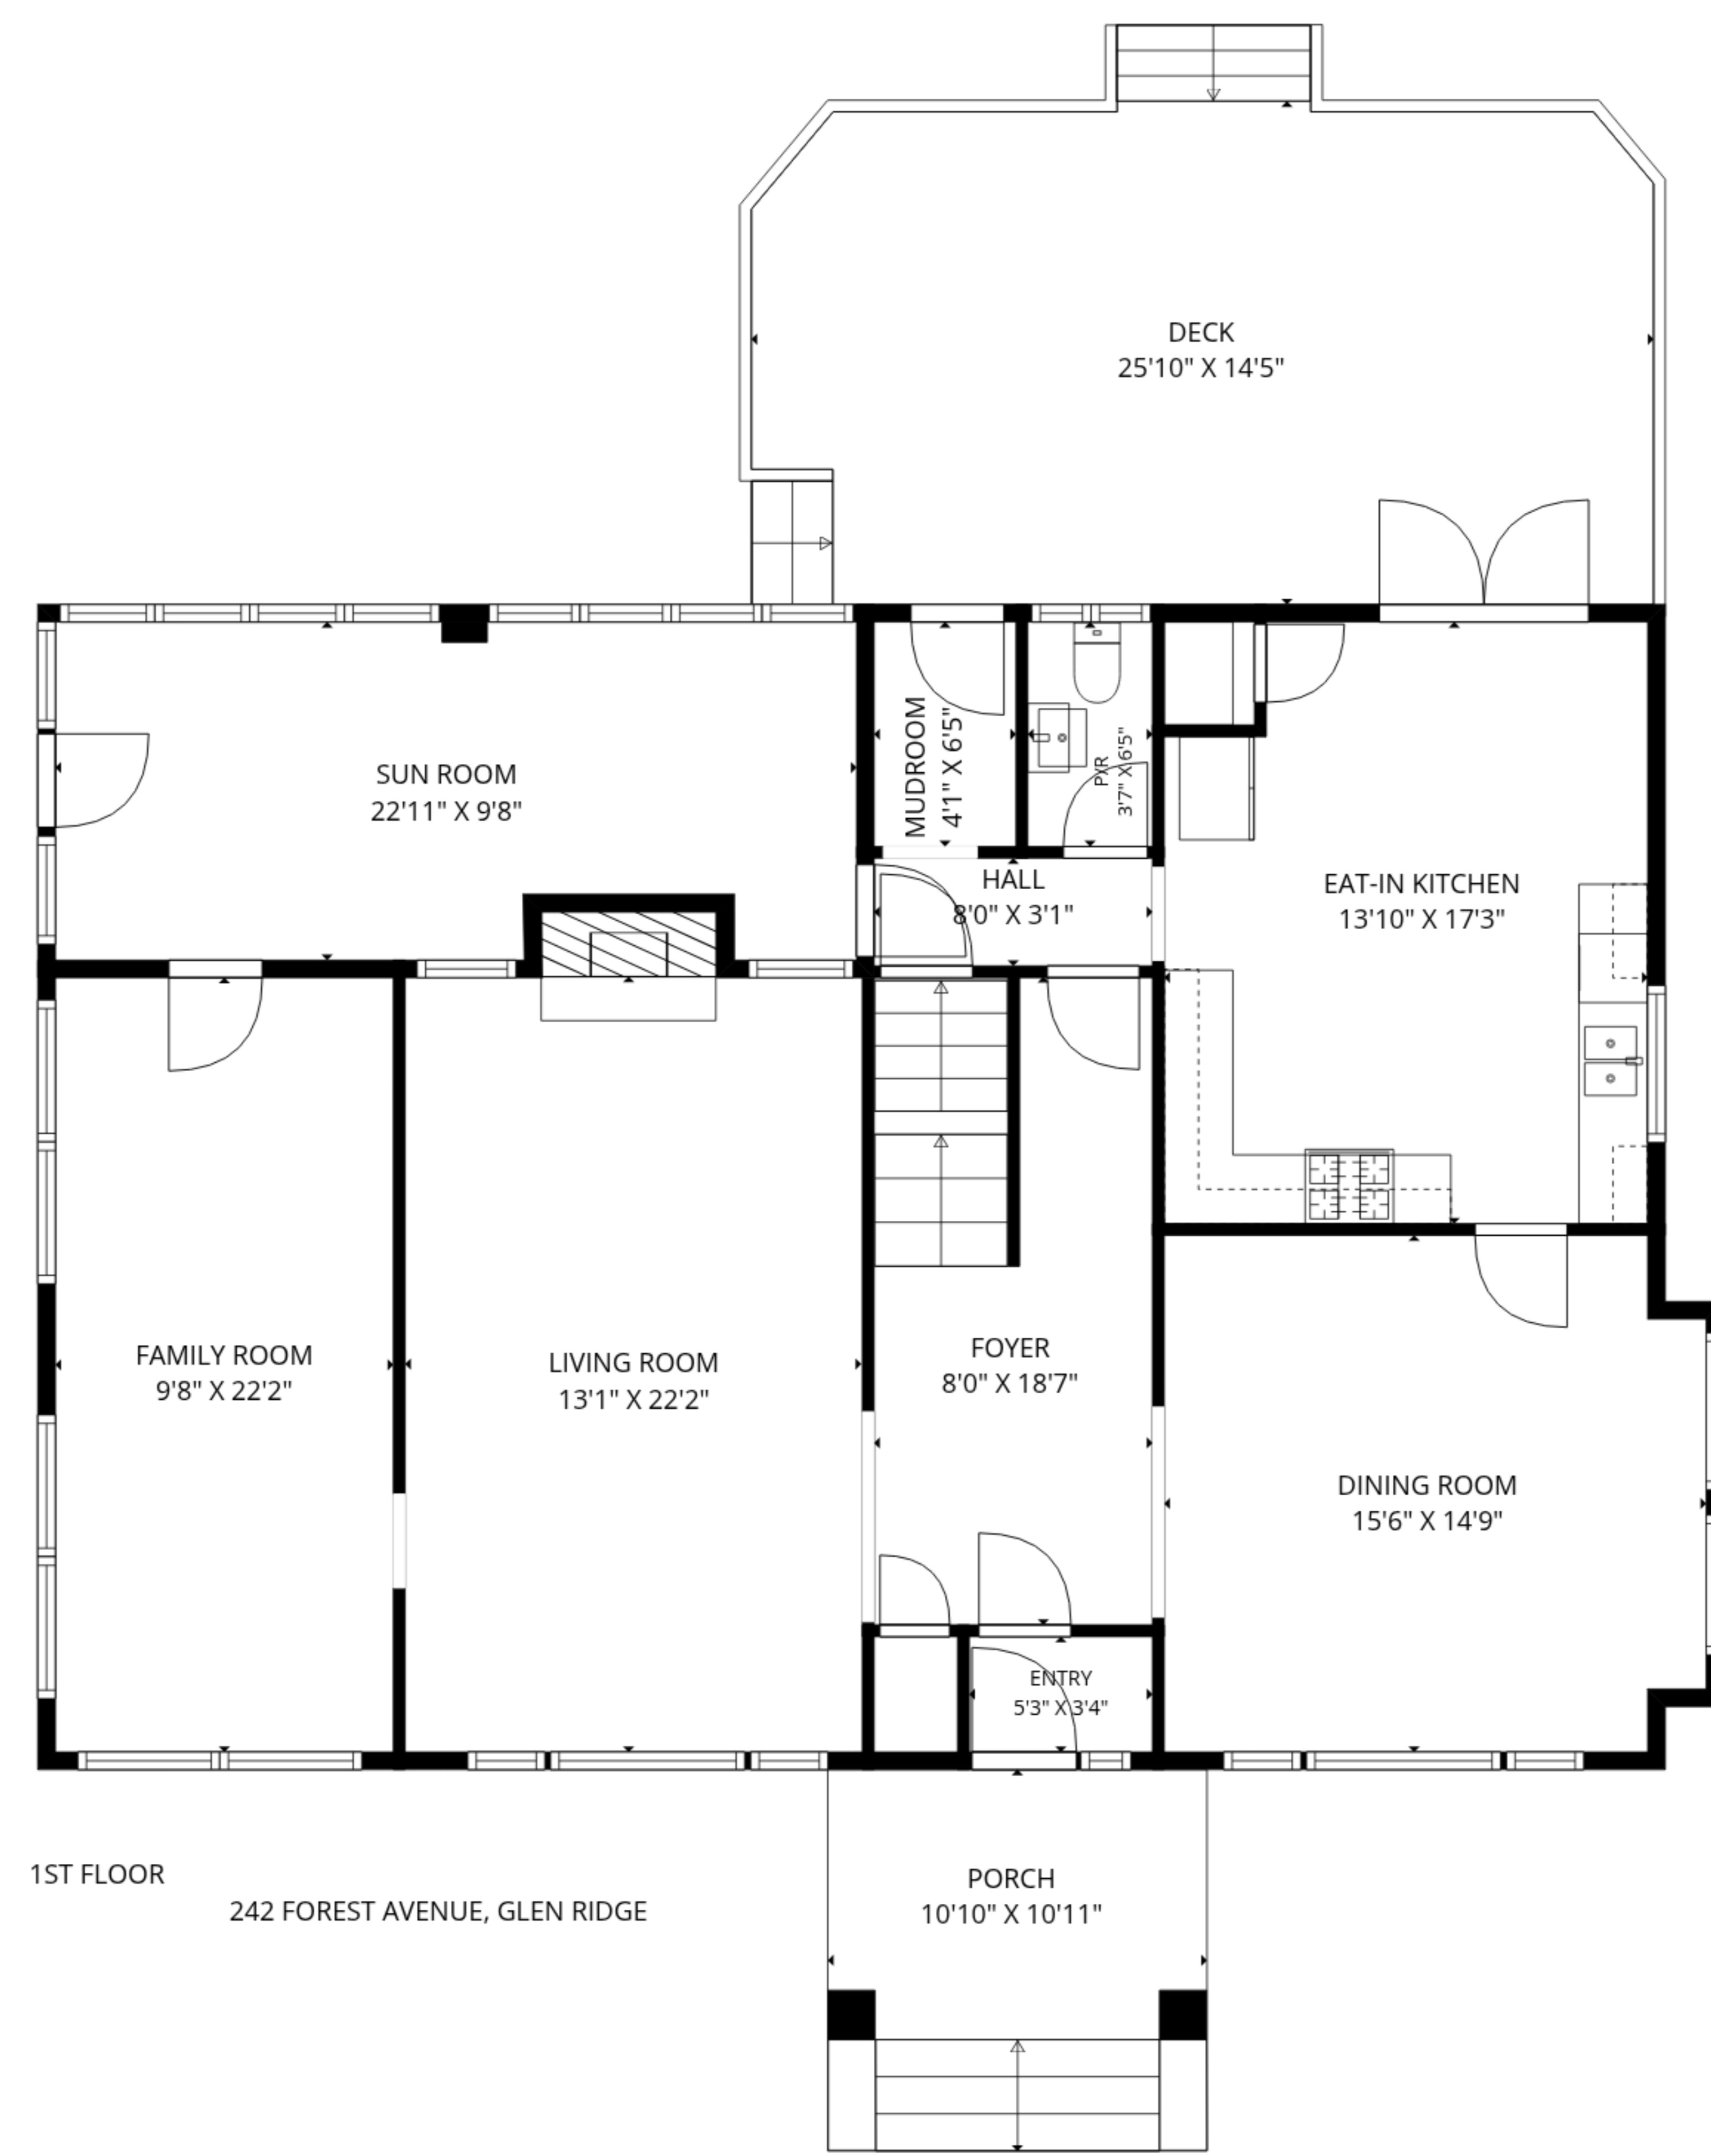 DECK
25'10" X 14'5"
SUN ROOM
22'11" X 9'8"
MUDROOM
4'1" X 6'5"
PYR
3'7" X 6'5"
HALL
8'0" X 3'1"
EAT-IN KITCHEN
13'10" X 17'3"
FAMILY ROOM
9'8" X 22'2"
LIVING ROOM
13'1" X 22'2"
FOYER
8'0" X 18'7"
DINING ROOM
15'6" X 14'9"
ENTRY
5'3" X 3'4"
1ST FLOOR
242 FOREST AVENUE, GLEN RIDGE
PORCH
10'10" X 10'11"